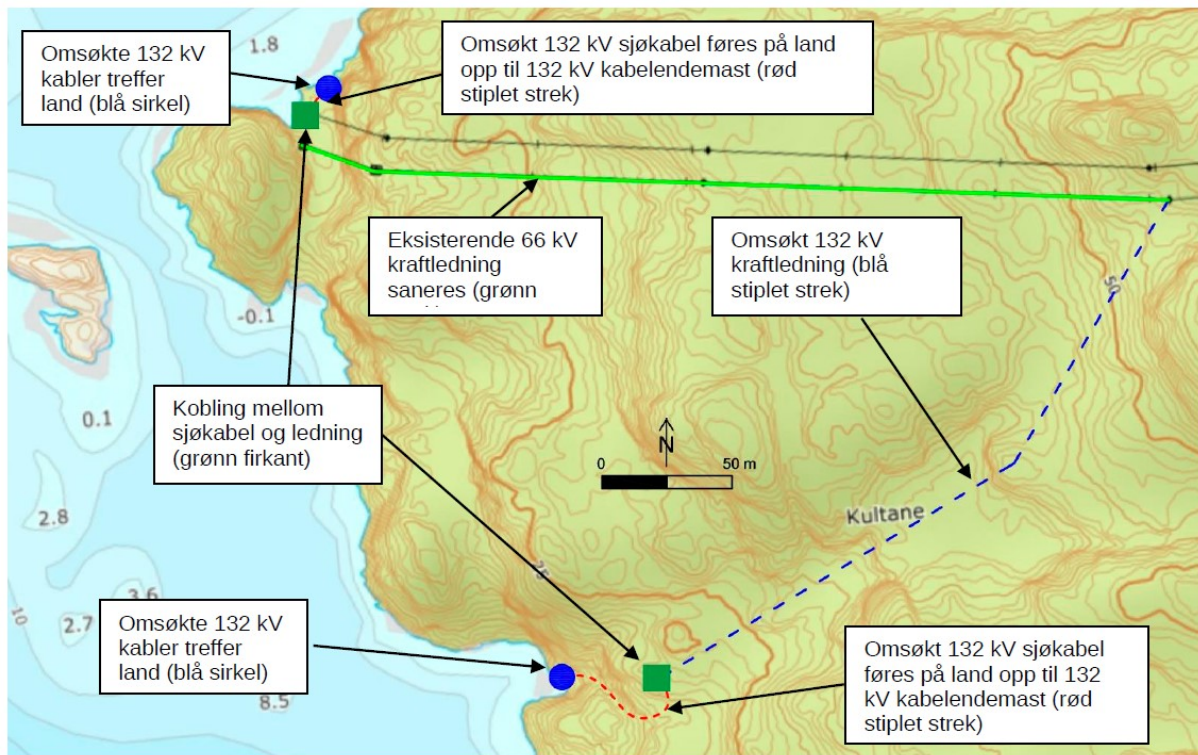 1.8
Omsøkte 132 kV
kabler treffer
land (blå sirkel)
Omsøkt 132 kV sjøkabel føres på land
opp til 132 kV kabelendemast (rød
stiplet strek)
Eksisterende 66 kV
kraftledning
saneres (grønn
Omsøkt 132 kV
kraftledning (blå
stiplet strek)
50
-0.1
Kobling mellom
sjøkabel og ledning
(grønn firkant)
0.1
N
0 50 m
2.8
Kultane
25
10
3.6
2.7
Omsøkte 132 kV
kabler treffer
land (blå sirkel)
8.5
Omsøkt 132 kV sjøkabel
føres på land opp til 132
kV kabelendemast (rød
stiplet strek)